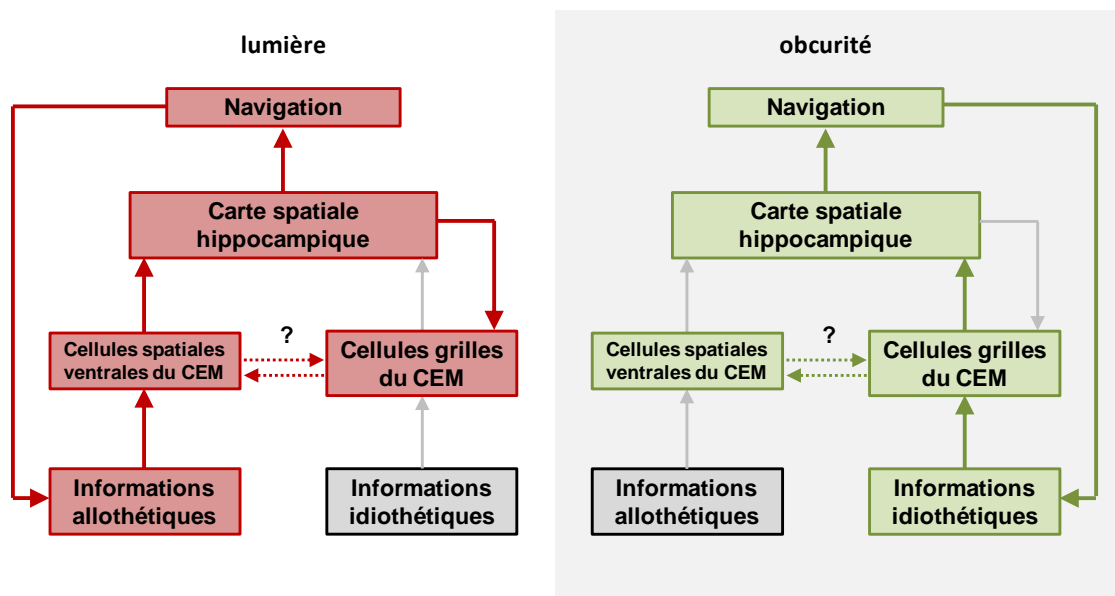 lumière
Navigation
Carte spatiale
hippocampique
?
Cellules spatiales
ventrales du CEM
Cellules grilles
du CEM
Informations
allothétiques
Informations
idiothétiques
obcurité
Navigation
Carte spatiale
hippocampique
?
Cellules spatiales
ventrales du CEM
Cellules grilles
du CEM
Informations
allothétiques
Informations
idiothétiques